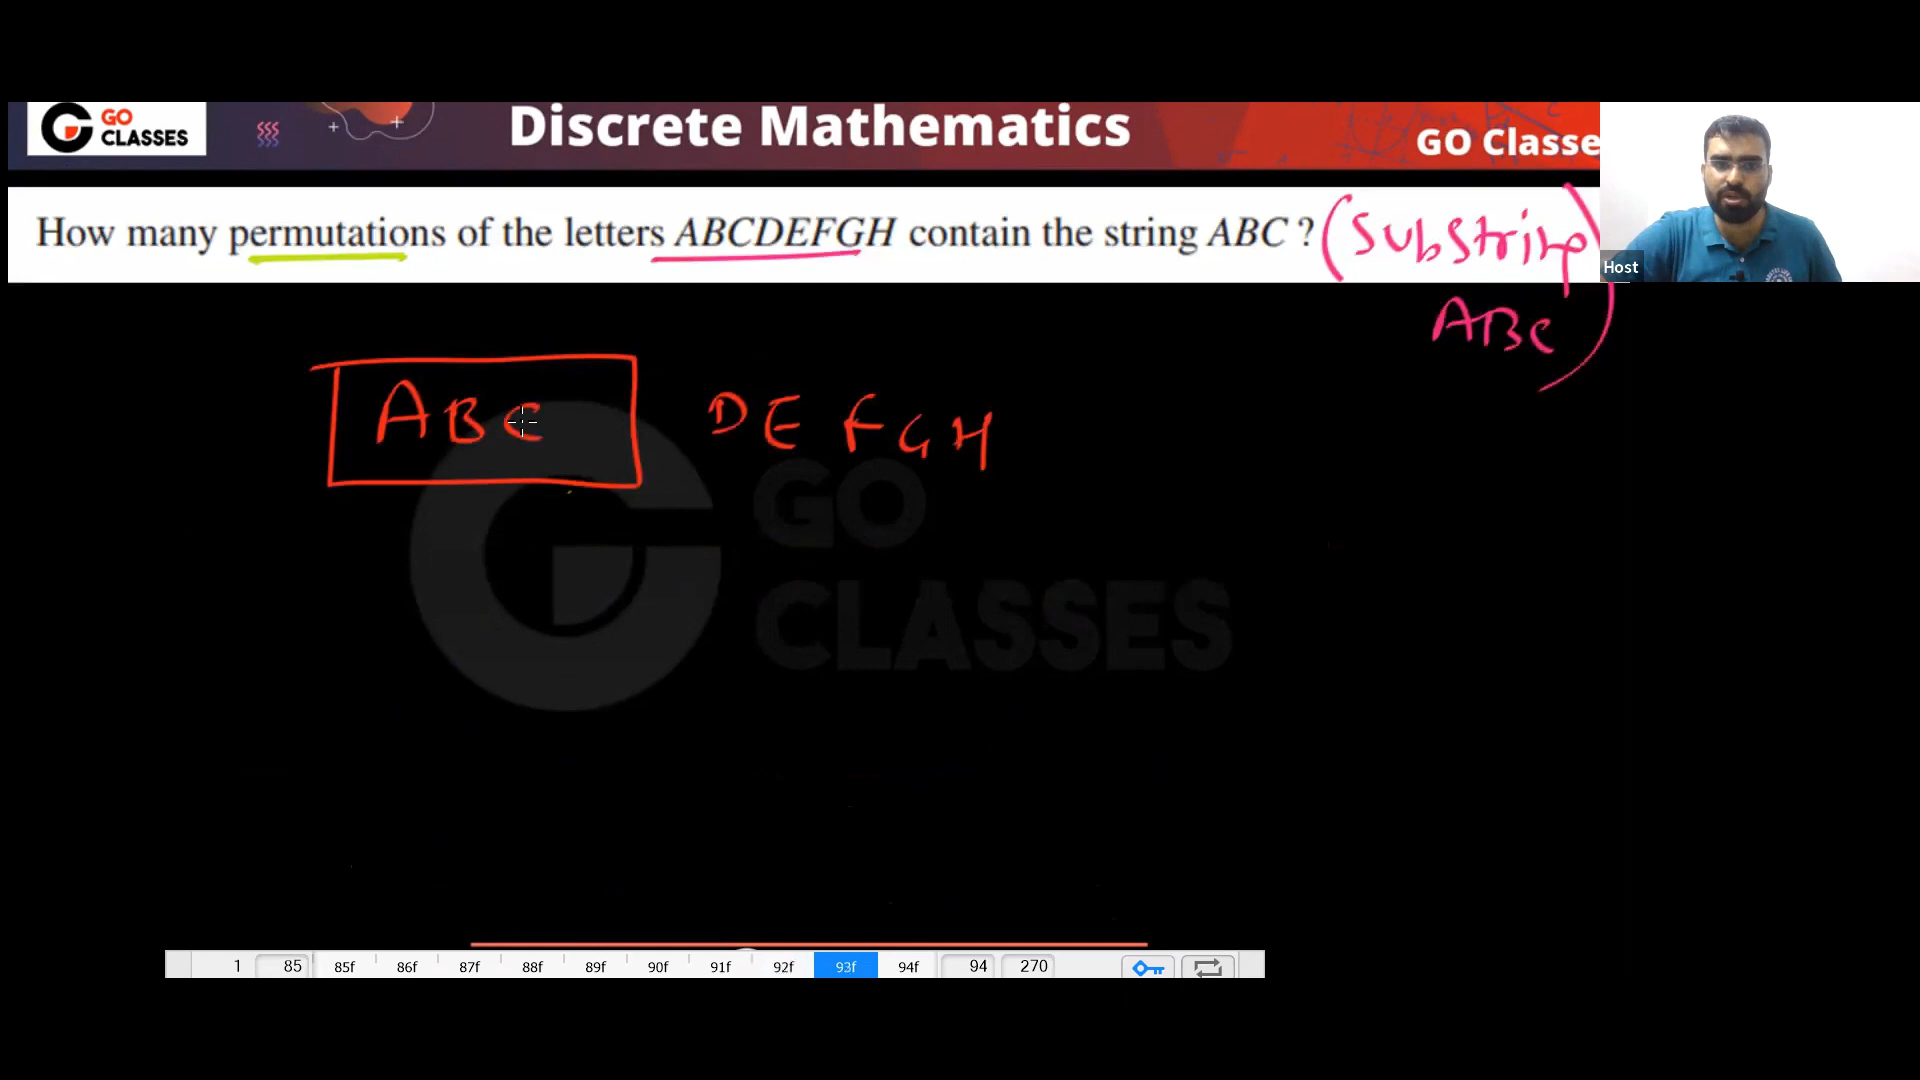 GO
CLASSES
Discrete Mathematics
GO Classe
How many permutations of the letters ABCDEFGH contain the string ABC ? (Substring
ABC)
Host
ABC D E F G H
GO
CLASSES
1 85 85f 86f 87f 88f 89f 90f 91f 92f 93f 94f 94 270